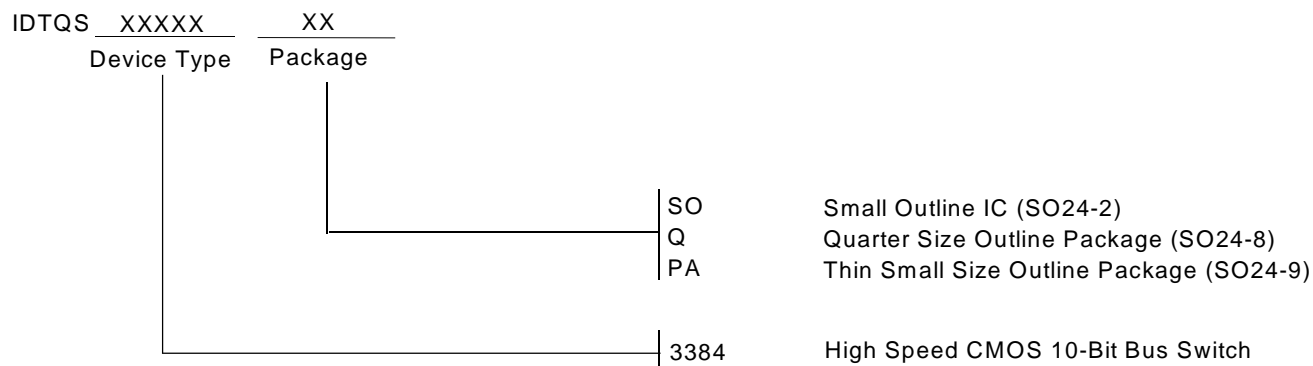 IDTQS XXXXX XX
Device Type Package
SO Small Outline IC (SO24-2)
Q Quarter Size Outline Package (SO24-8)
PA Thin Small Size Outline Package (SO24-9)
3384 High Speed CMOS 10-Bit Bus Switch